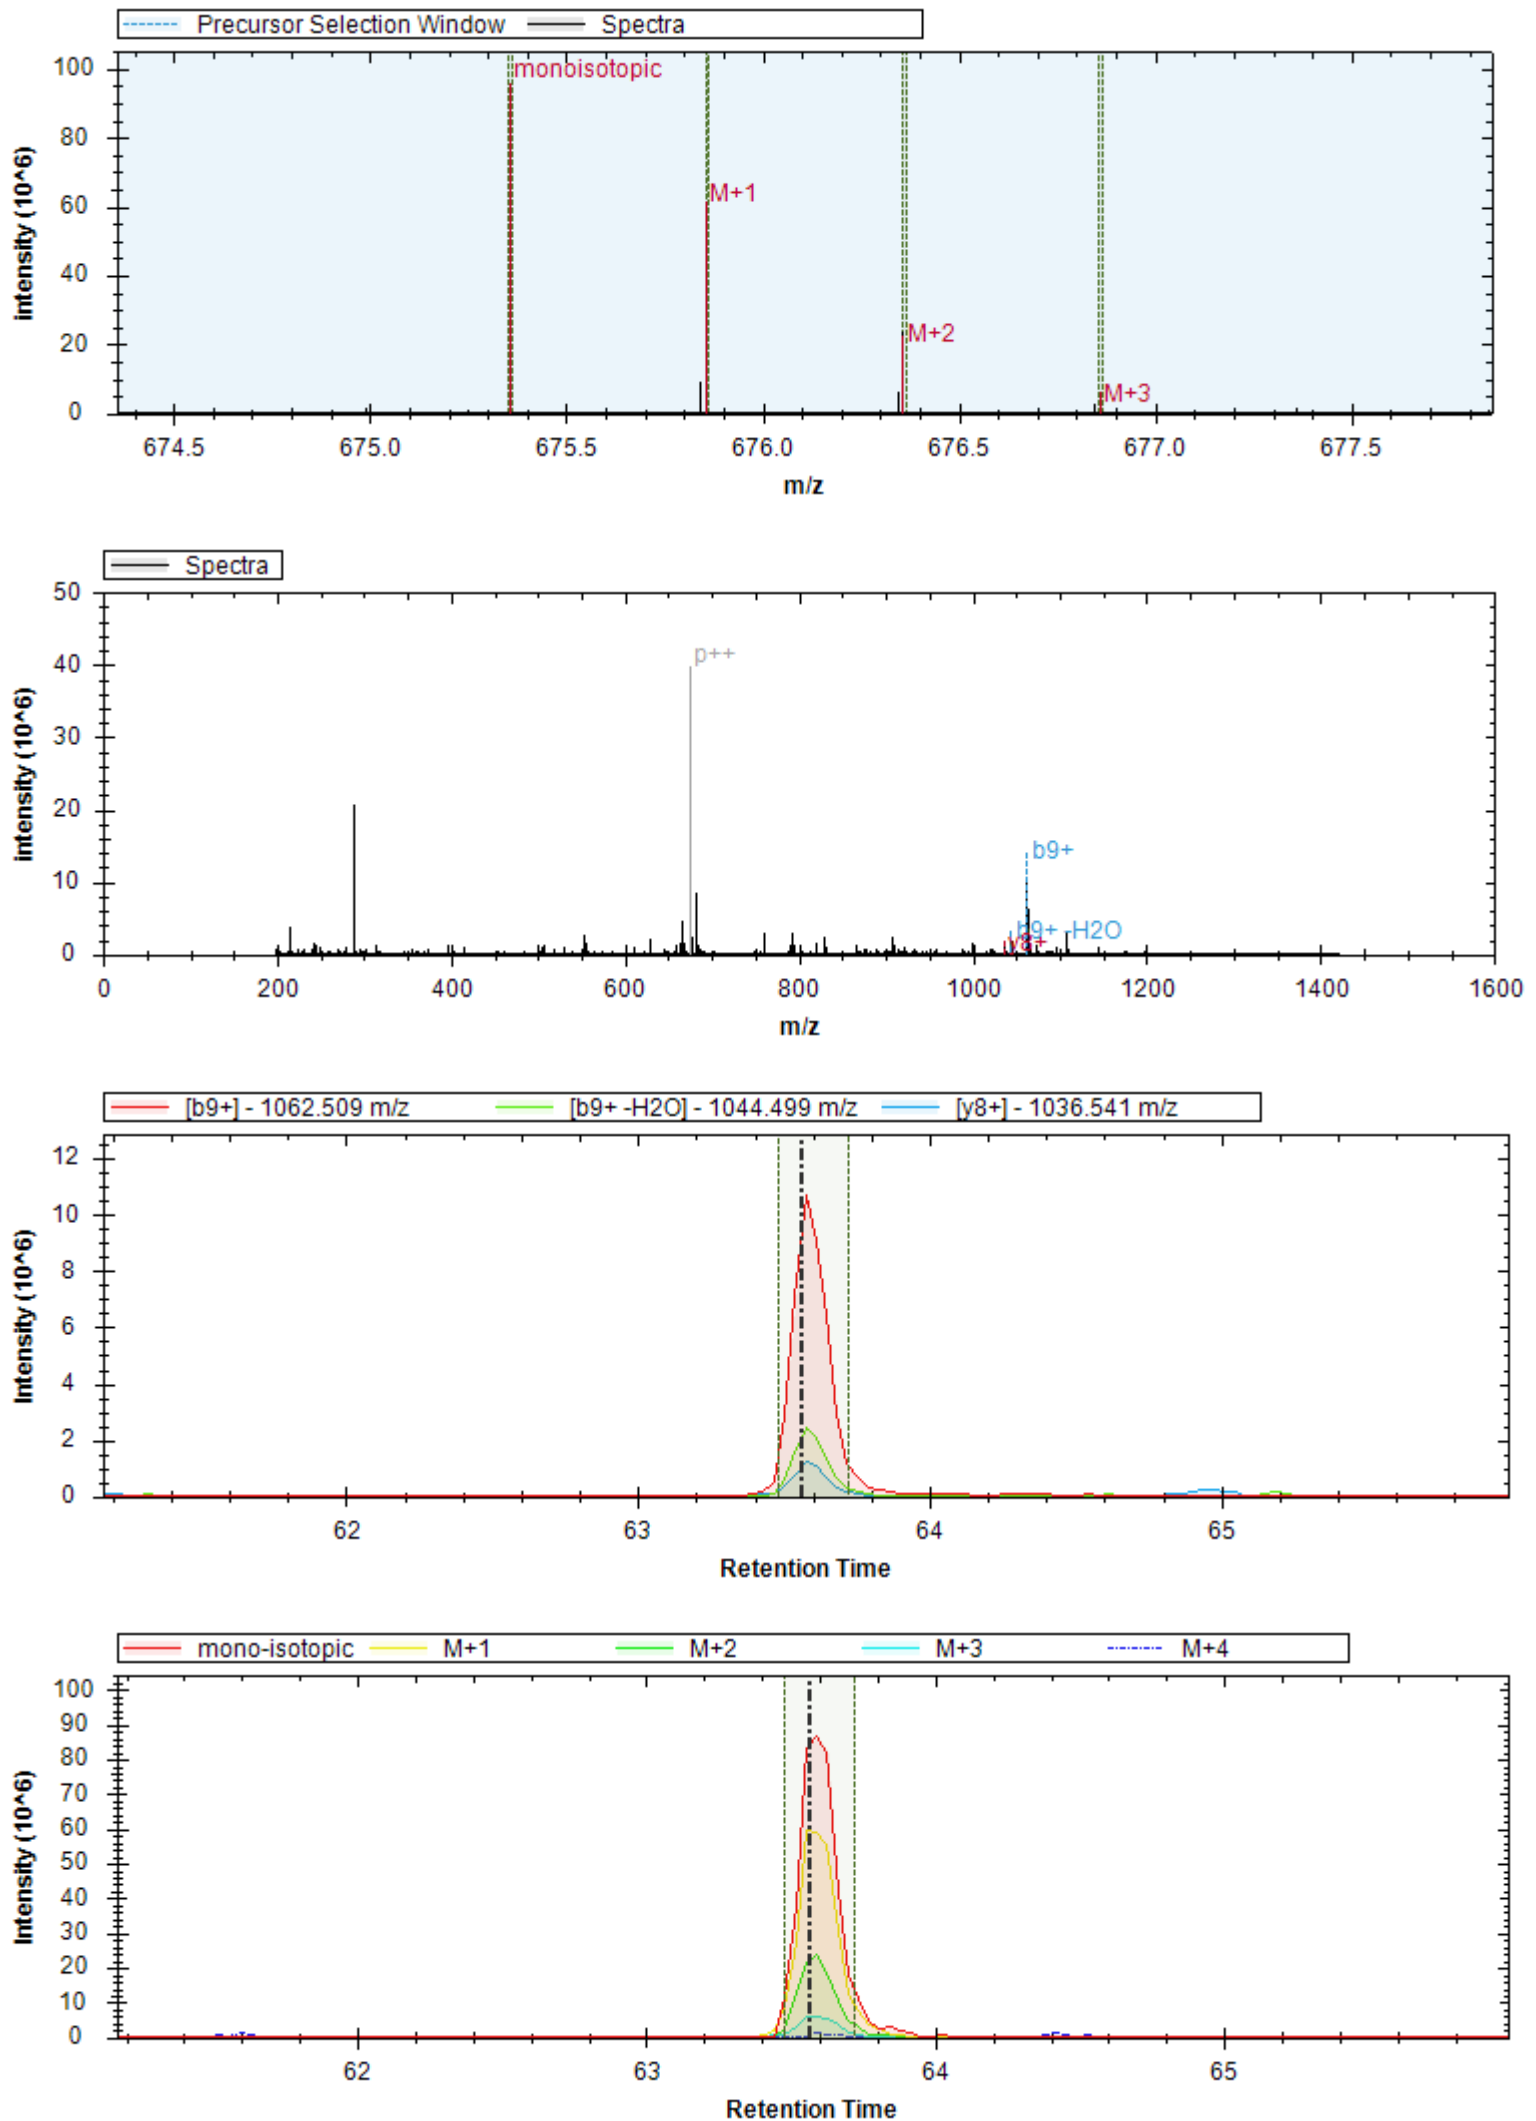 Precursor Selection Window Spectra
100
80
60
40
20
0
intensity (10^6)
monoisotopic
M+1
M+2
M+3
674.5 675.0 675.5 676.0 676.5 677.0 677.5
m/z
Spectra
50
40
30
20
10
0
intensity (10^6)
p++
b9+
b9+ -H2O
y8+
0 200 400 600 800 1000 1200 1400 1600
m/z
[b9+] - 1062.509 m/z [b9+ -H2O] - 1044.499 m/z [y8+] - 1036.541 m/z
12
10
8
6
4
2
0
Intensity (10^6)
62 63 64 65
Retention Time
mono-isotopic M+1 M+2 M+3 M+4
100
90
80
70
60
50
40
30
20
10
0
Intensity (10^6)
62 63 64 65
Retention Time